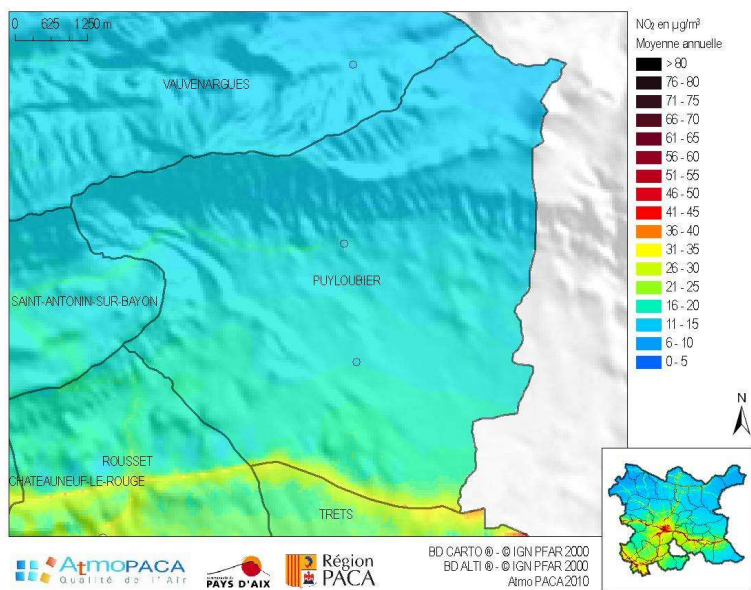 0 625 1 250 m
VAUVENARGUES
PUYLOUBIER
SAINT-ANTONIN-SUR-BAYON
ROUSSET
CHATEAUNEUF-LE-ROUGE
TRETS
NO₂ en µg/m³
Moyenne annuelle
> 80
76 - 80
71 - 75
66 - 70
61 - 65
56 - 60
51 - 55
46 - 50
41 - 45
36 - 40
31 - 35
26 - 30
21 - 25
16 - 20
11 - 15
6 - 10
0 - 5
N
AtmoPACA
Qualité de l'Air
PAYS D'AIX
Région
PACA
BD CARTO ® - © IGN PFAR 2000
BD ALTI ® - © IGN PFAR 2000
Atmo PACA 2010